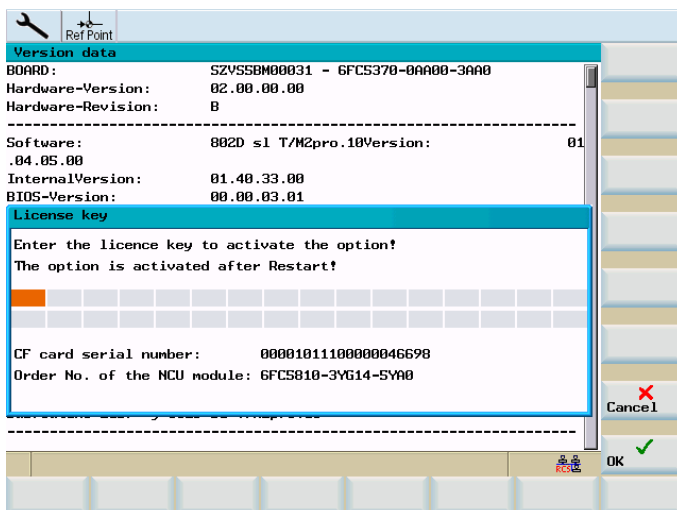 Ref Point
Version data
BOARD: SZVS5BM00031 - 6FC5370-0AA00-3AA0
Hardware-Version: 02.00.00.00
Hardware-Revision: B
Software: 802D sl T/M2pro.10Version: 01
.04.05.00
InternalVersion: 01.40.33.00
BIOS-Version: 00.00.03.01
License key
Enter the licence key to activate the option!
The option is activated after Restart!
CF card serial number: 00001011100000046698
Order No. of the NCU module: 6FC5810-3YG14-5YA0
Cancel
RCS
OK